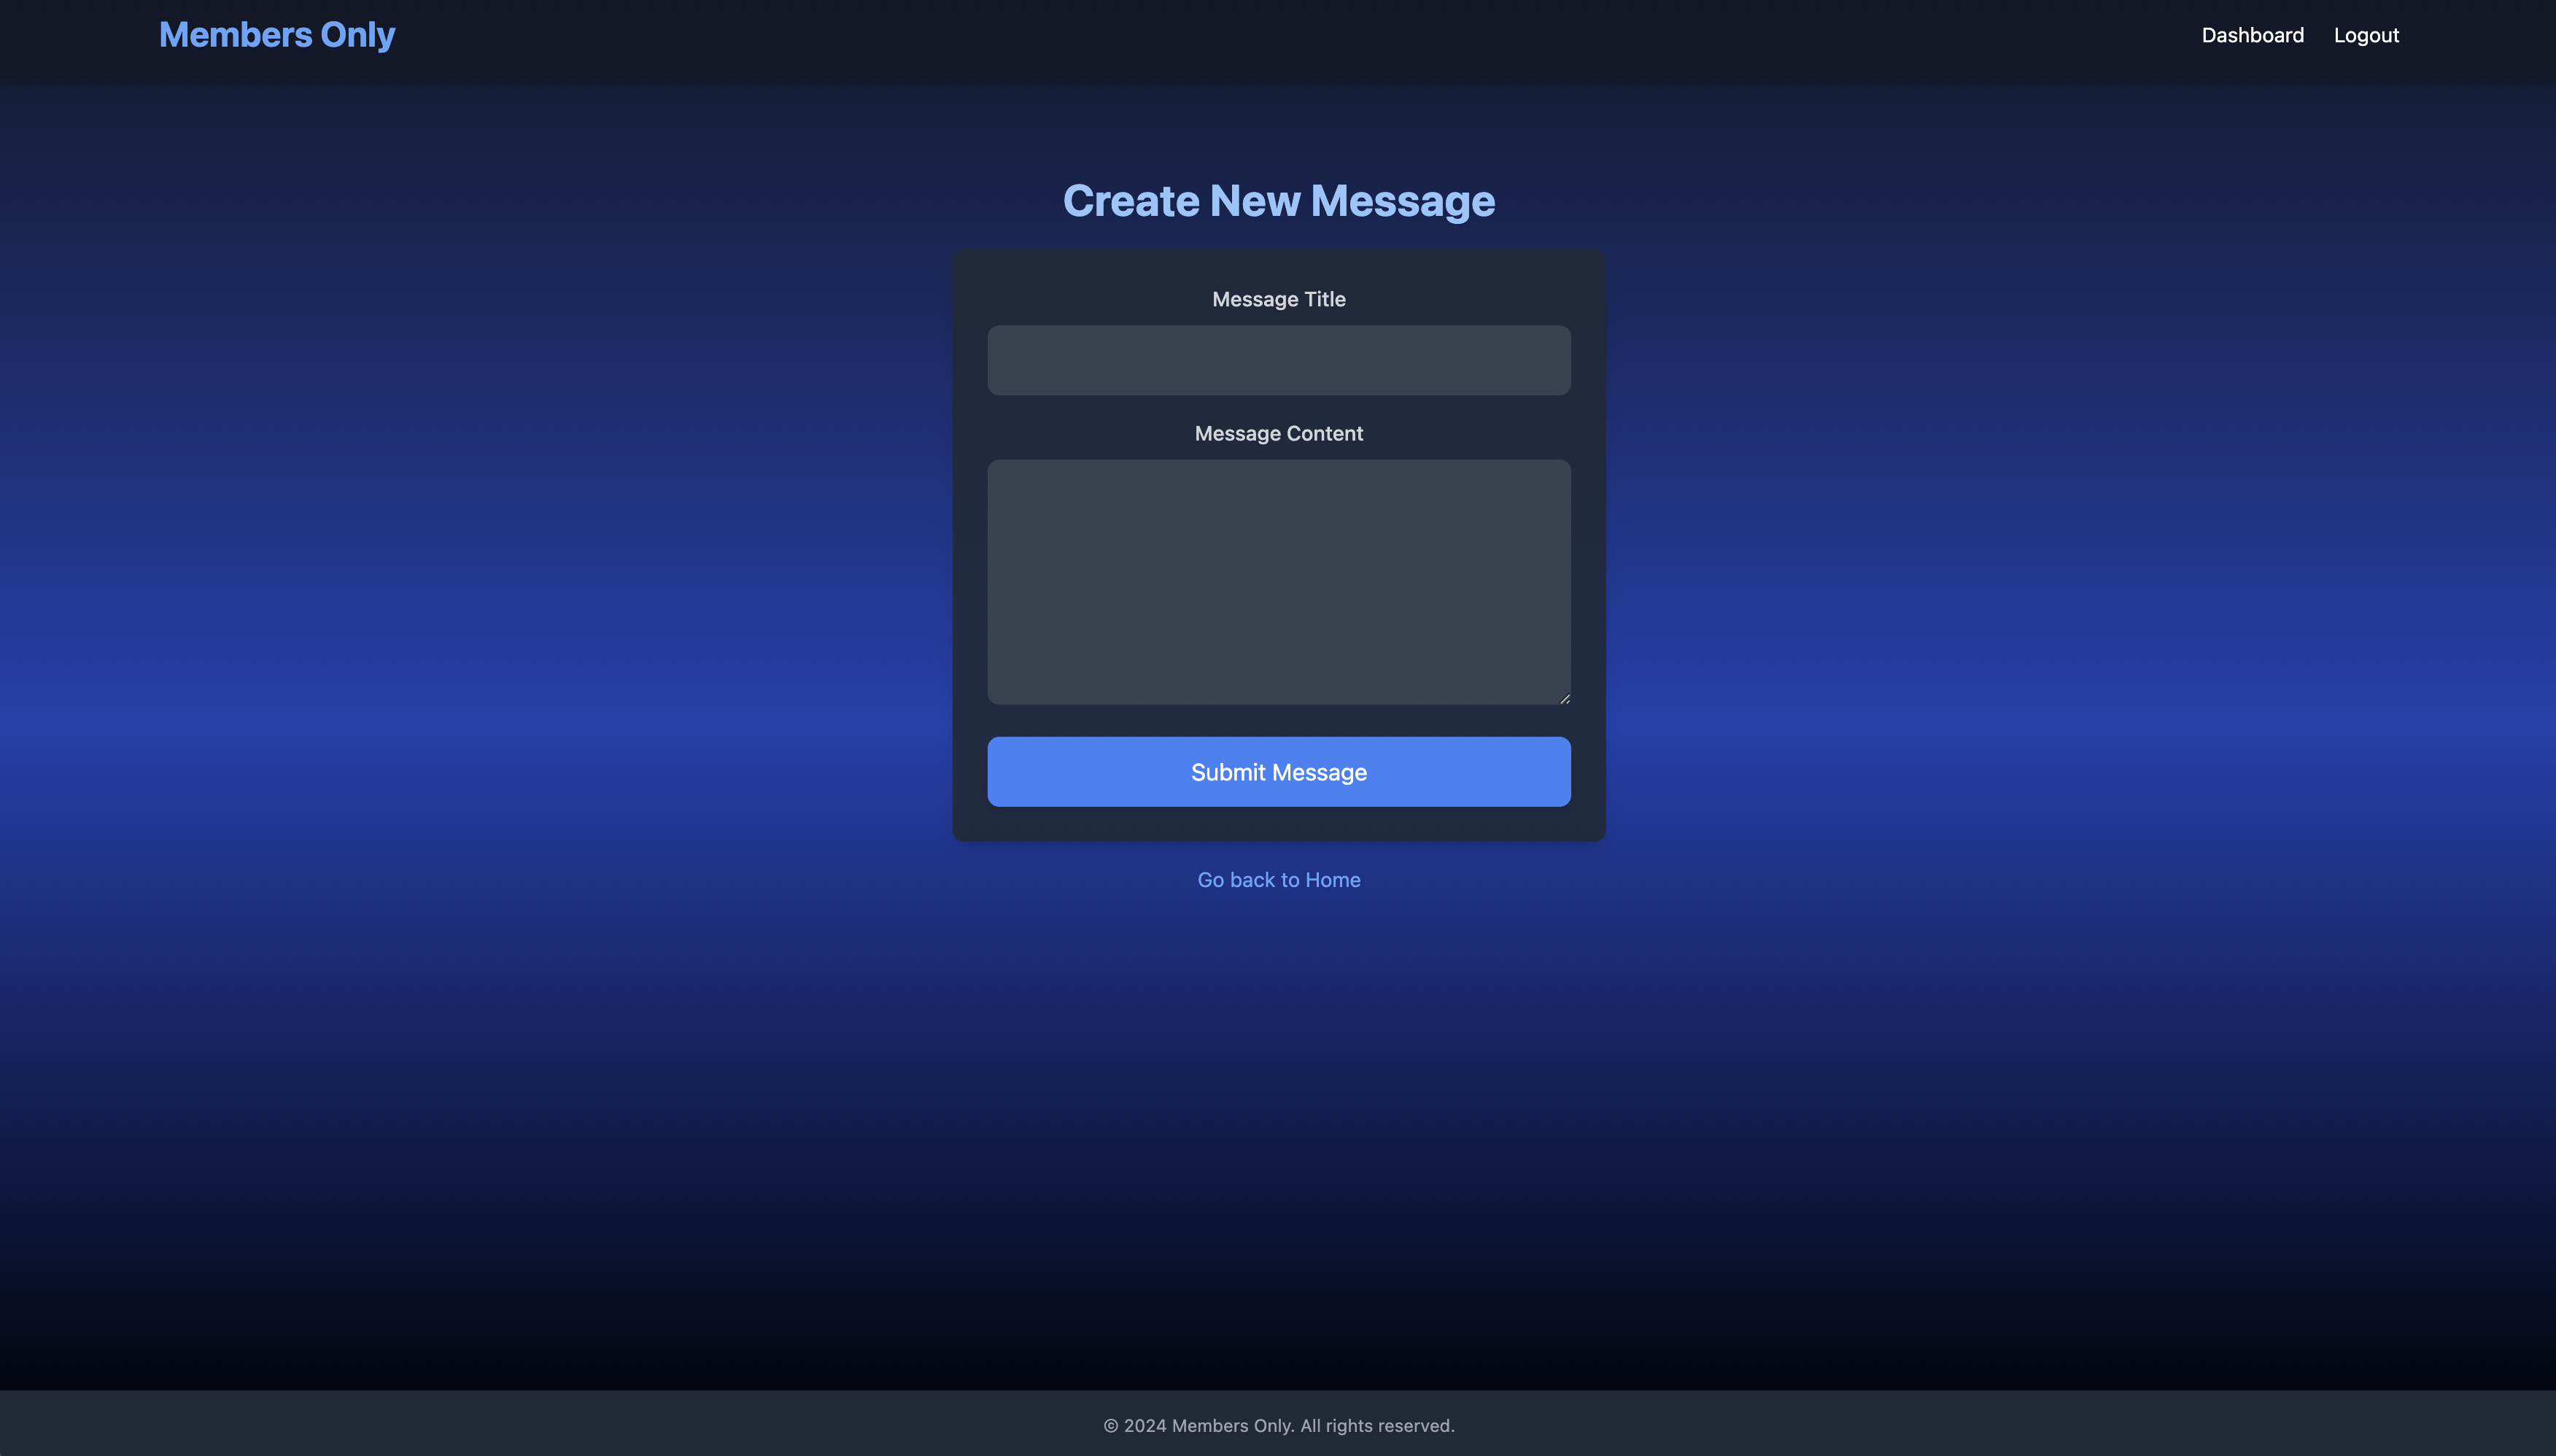 Members Only
Dashboard Logout
Create New Message
Message Title
Message Content
Submit Message
Go back to Home
© 2024 Members Only. All rights reserved.